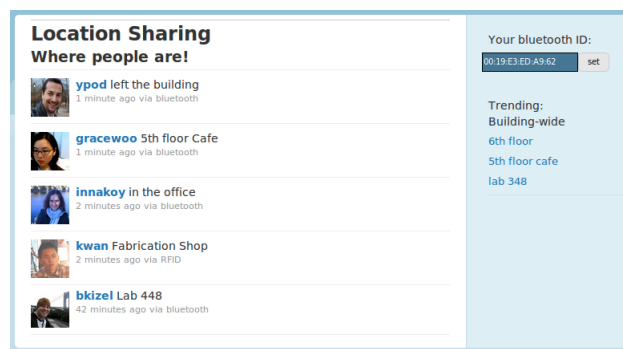 Location Sharing
Where people are!
ypod left the building
1 minute ago via bluetooth
gracewoo 5th floor Cafe
1 minute ago via bluetooth
innakoy in the office
2 minutes ago via bluetooth
kwan Fabrication Shop
2 minutes ago via RFID
bkizel Lab 448
42 minutes ago via bluetooth
Your bluetooth ID:
00:19:E3:ED:A9:62 set
Trending:
Building-wide
6th floor
5th floor cafe
lab 348